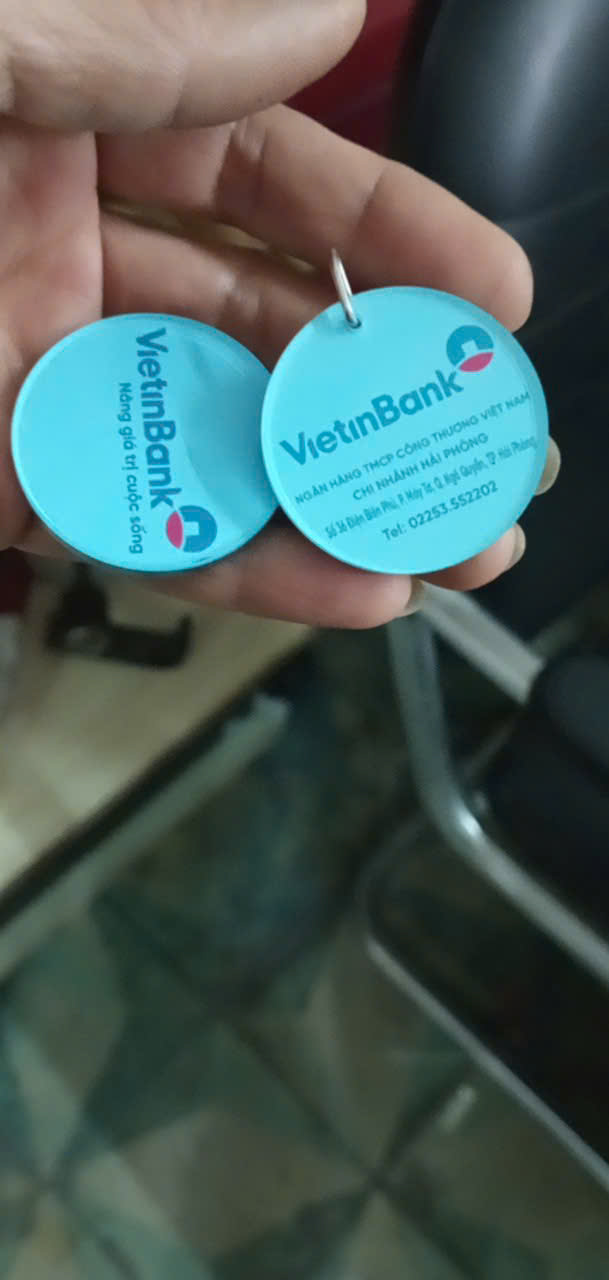 VietinBank
Nâng giá trị cuộc sống
VietinBank
NGÂN HÀNG TMCP CÔNG THƯƠNG VIỆT NAM
CHI NHÁNH HẢI PHÒNG
Số 36 Điện Biên Phủ, P. Máy Tơ, Q. Ngô Quyền, TP Hải Phòng
Tel: 02253.552202